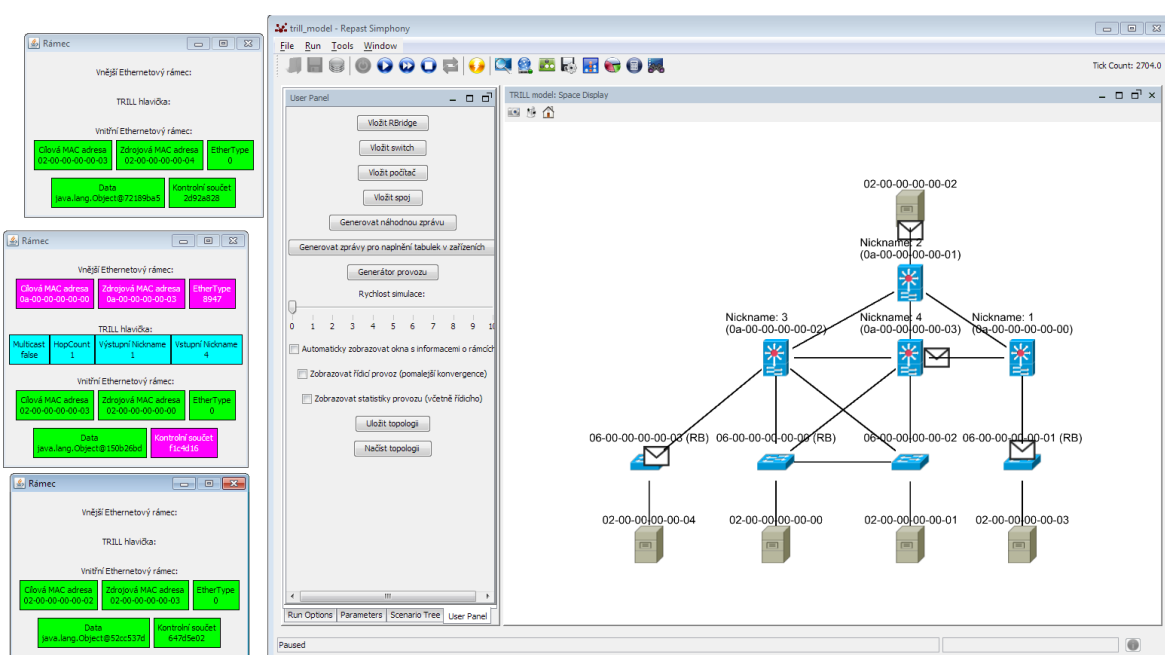 Rámec
Vnější Ethernetový rámec:
TRILL hlavička:
Vnitřní Ethernetový rámec:
Cílová MAC adresa Zdrojová MAC adresa EtherType
02-00-00-00-00-03 02-00-00-00-00-04 0
Data Kontrolní součet
java.lang.Object@72189ba5 2d92a828
Rámec
Vnější Ethernetový rámec:
Cílová MAC adresa Zdrojová MAC adresa EtherType
0a-00-00-00-00-00 0a-00-00-00-00-03 8947
TRILL hlavička:
Multicast HopCount Výstupní Nickname Vstupní Nickname
false 1 1 4
Vnitřní Ethernetový rámec:
Cílová MAC adresa Zdrojová MAC adresa EtherType
02-00-00-00-00-03 02-00-00-00-00-00 0
Data Kontrolní součet
java.lang.Object@150b26bd f1c4d16
Rámec
Vnější Ethernetový rámec:
TRILL hlavička:
Vnitřní Ethernetový rámec:
Cílová MAC adresa Zdrojová MAC adresa EtherType
02-00-00-00-00-02 02-00-00-00-00-03 0
Data Kontrolní součet
java.lang.Object@52cc537d 647d5e02
trill_model - Repast Simphony
File Run Tools Window
Tick Count: 2704.0
User Panel
Vložit RBridge
Vložit switch
Vložit počítač
Vložit spoj
Generovat náhodnou zprávu
Generovat zprávy pro naplnění tabulek v zařízeních
Generátor provozu
Rychlost simulace:
0 1 2 3 4 5 6 7 8 9
Automaticky zobrazovat okna s informacemi o rámcích
Zobrazovat řídicí provoz (pomalejší konvergence)
Zobrazovat statistiky provozu (včetně řídicího)
Uložit topologii
Načíst topologii
Run Options Parameters Scenario Tree User Panel
Paused
TRILL model: Space Display
02-00-00-00-00-02
Nickname: 2
(0a-00-00-00-00-01)
Nickname: 3 Nickname: 4 Nickname: 1
(0a-00-00-00-00-02) (0a-00-00-00-00-03) (0a-00-00-00-00-00)
06-00-00-00-00-03 (RB) 06-00-00-00-00-00 (RB) 06-00-00-00-00-02 06-00-00-00-00-01 (RB)
02-00-00-00-00-04 02-00-00-00-00-00 02-00-00-00-00-01 02-00-00-00-00-03